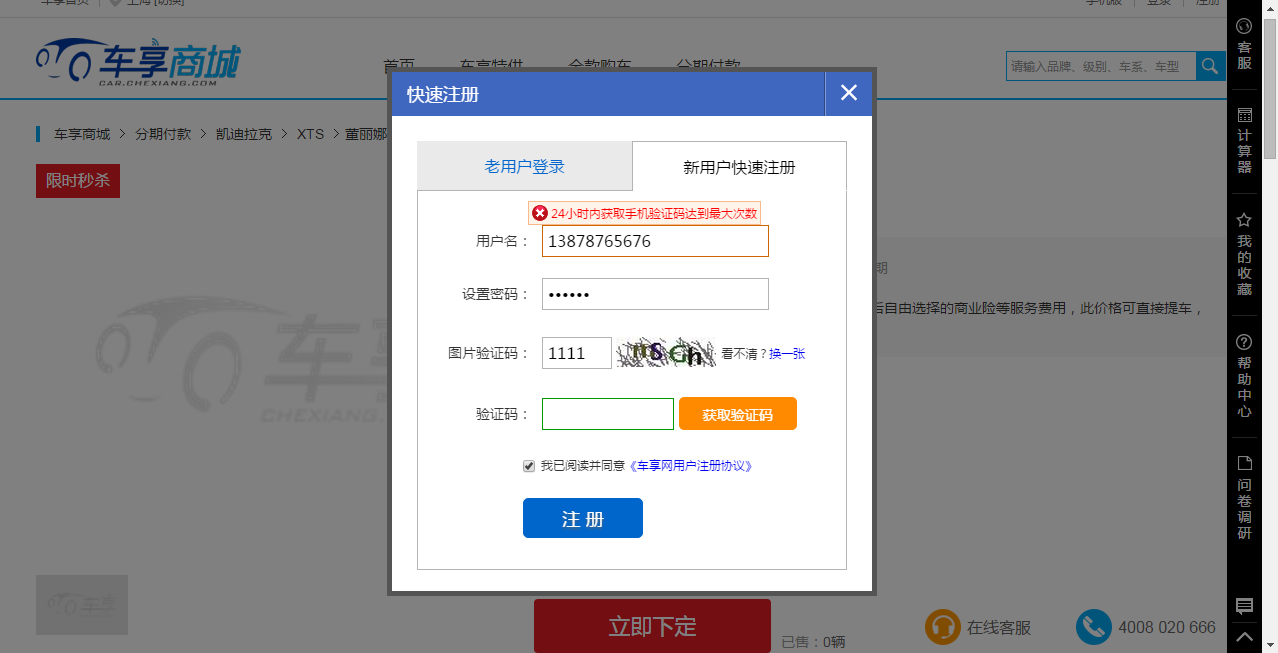 车享首页 上海 [切换] 手机版 登录 注册
车享商城
CAR.CHEXIANG.COM
首页 车享特供 全款购车 分期付款
请输入品牌、级别、车系、车型
车享商城 > 分期付款 > 凯迪拉克 > XTS > 董丽娜
限时秒杀
快速注册 ×
老用户登录 新用户快速注册
24小时内获取手机验证码达到最大次数
用户名： 13878765676
设置密码： ••••••
图片验证码： 1111 看不清？换一张
验证码： 获取验证码
我已阅读并同意《车享网用户注册协议》
注 册
期
后自由选择的商业险等服务费用，此价格可直接提车，
车享
CHEXIANG.
车享
立即下定
已售：0辆
在线客服
4008 020 666
客服
计算器
我的收藏
帮助中心
问卷调研